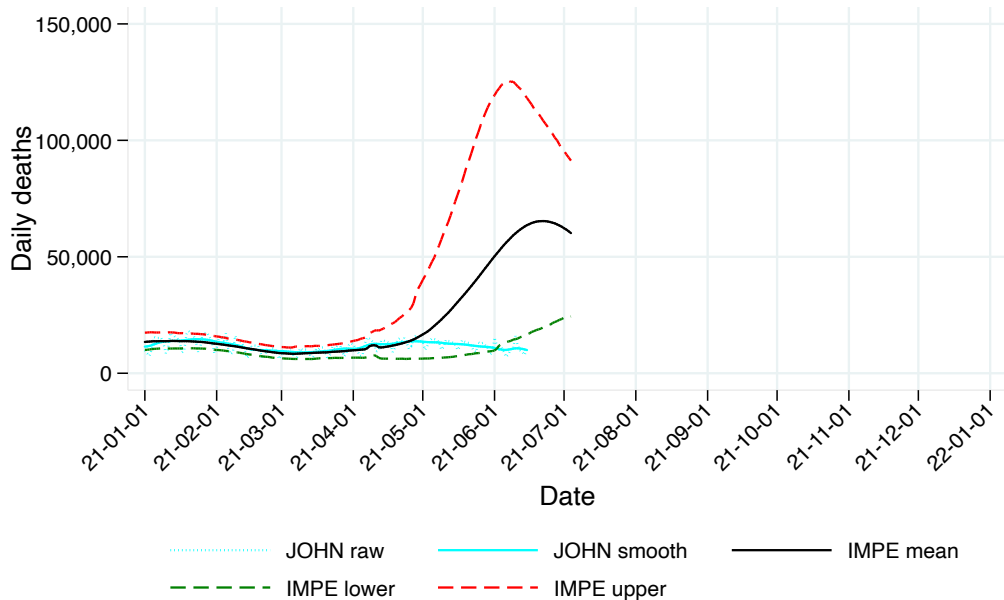 150,000
100,000
50,000
0
Daily deaths
21-01-01
21-02-01
21-03-01
21-04-01
21-05-01
21-06-01
21-07-01
21-08-01
21-09-01
21-10-01
21-11-01
21-12-01
22-01-01
Date
JOHN raw
JOHN smooth
IMPE mean
IMPE lower
IMPE upper